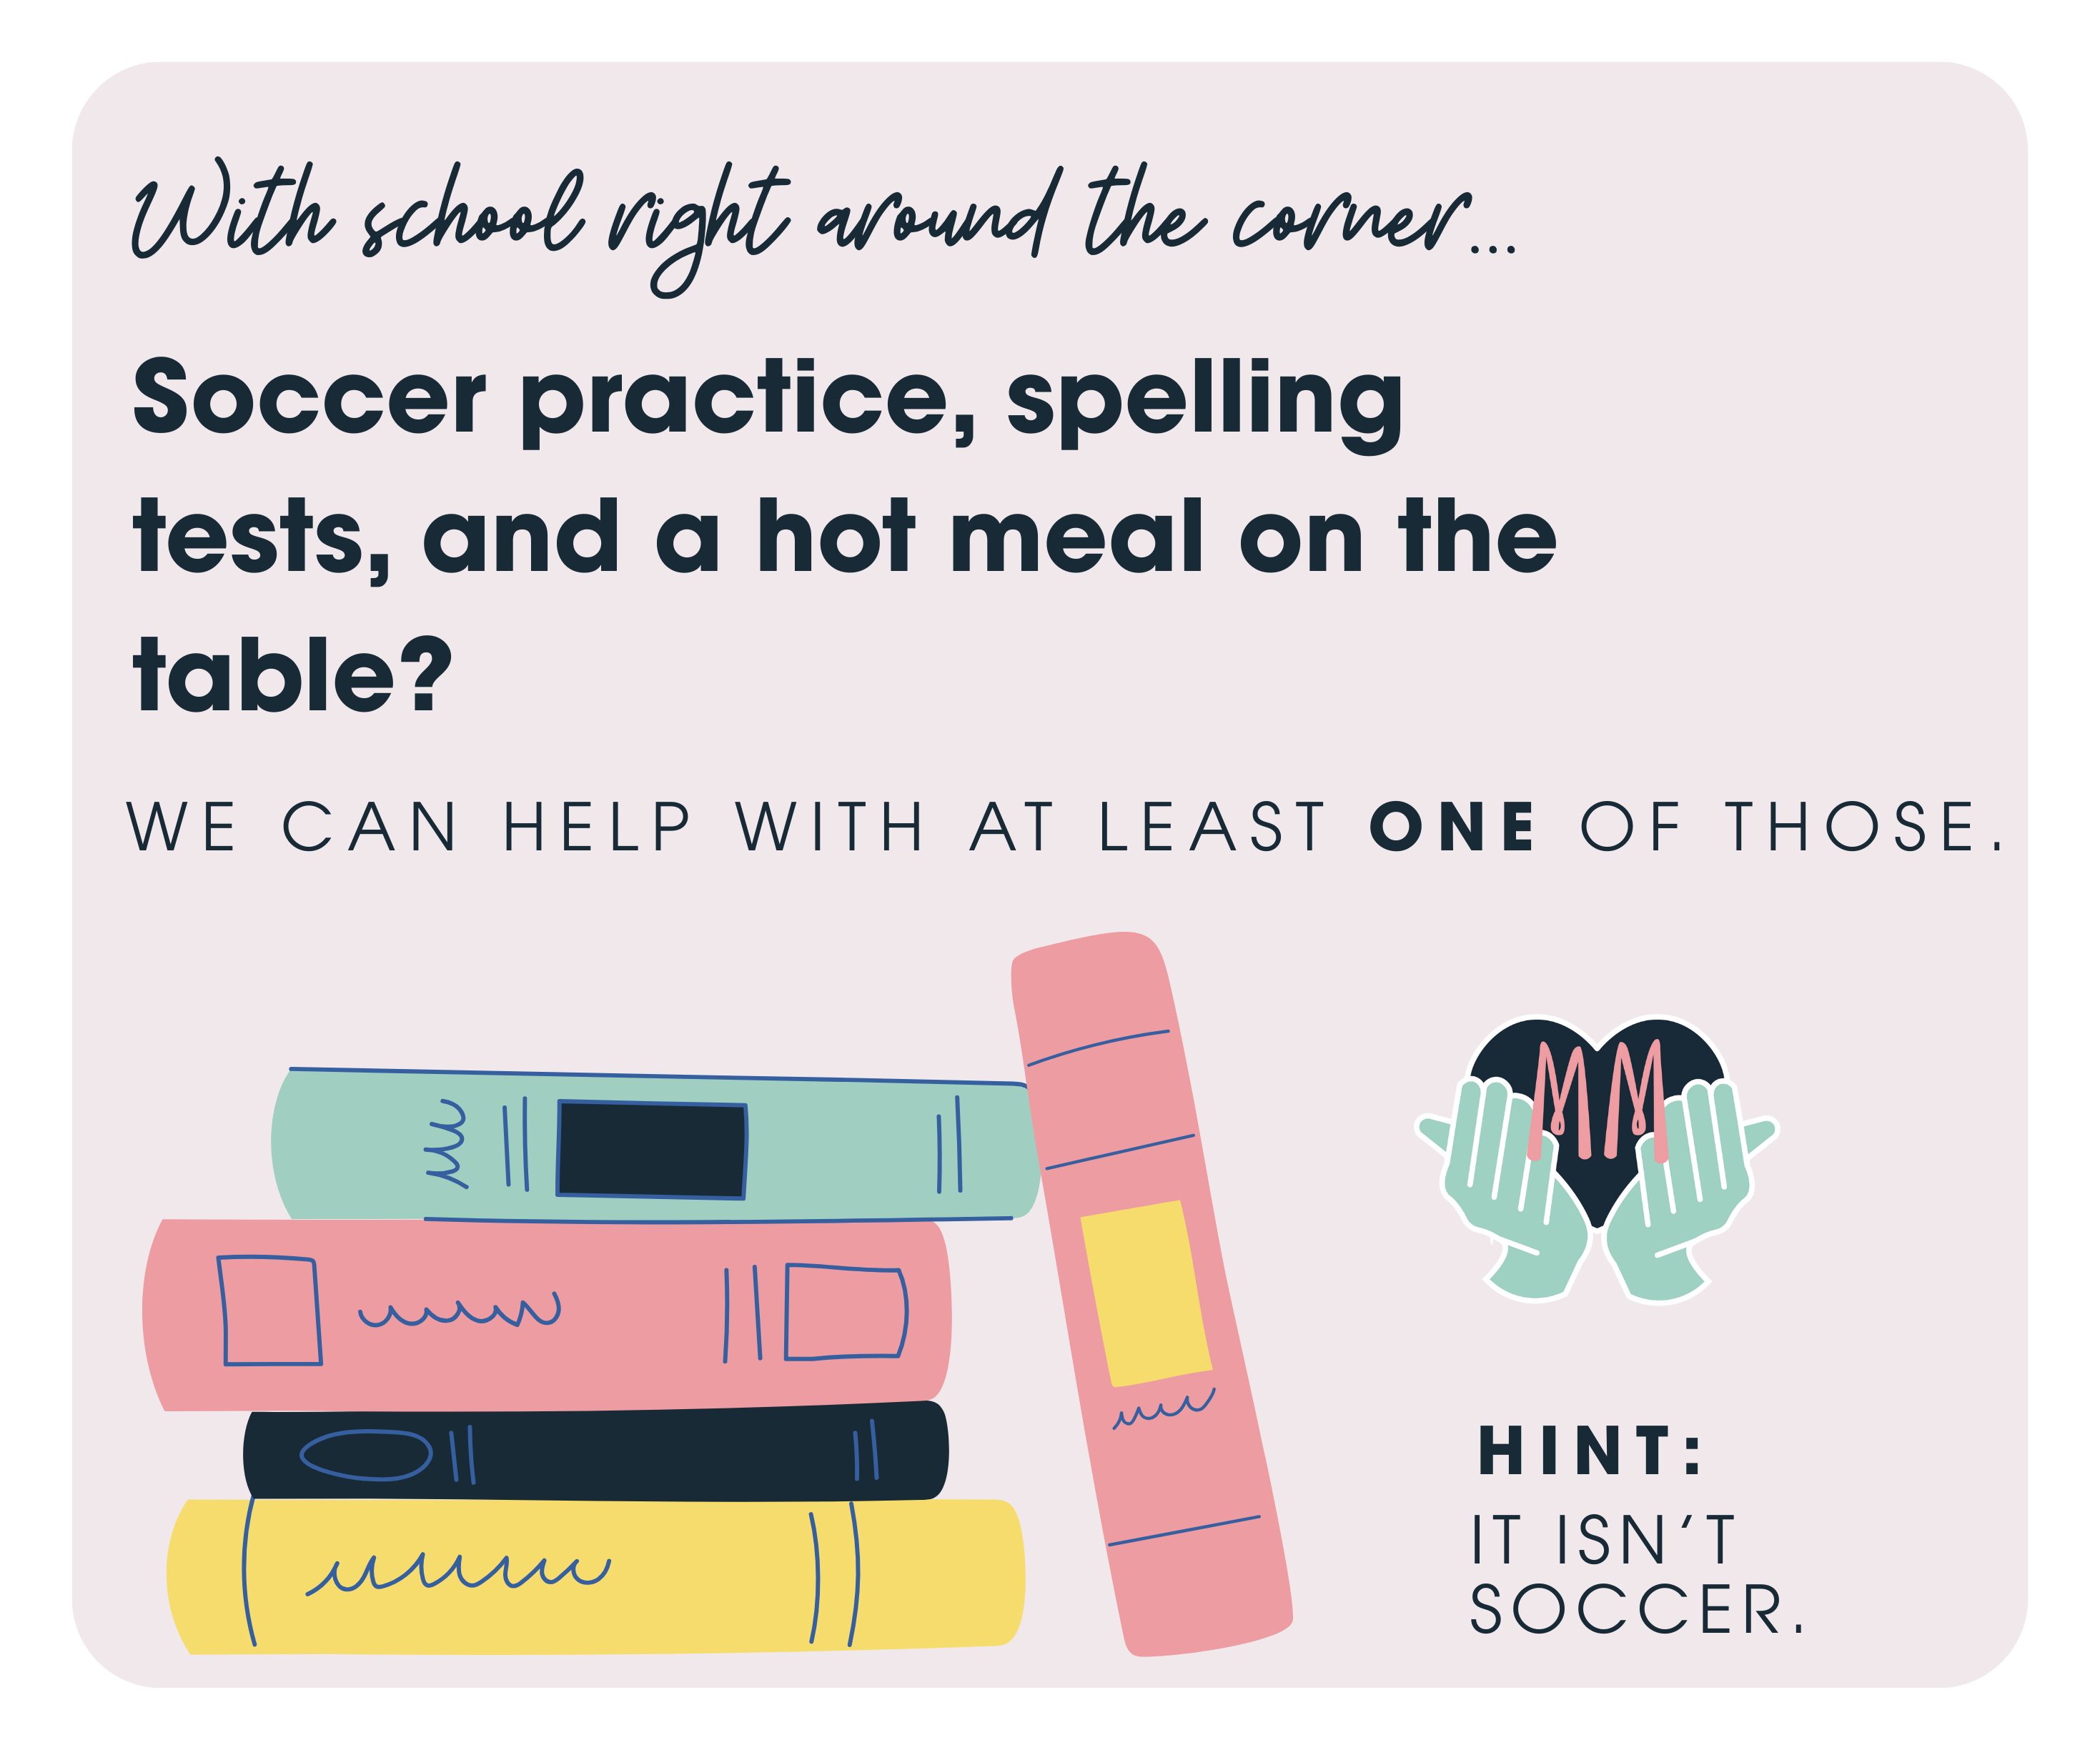 With school right around the corner...
Soccer practice, spelling
tests, and a hot meal on the
table?
WE CAN HELP WITH AT LEAST ONE OF THOSE.
MM
HINT:
IT ISN'T
SOCCER.